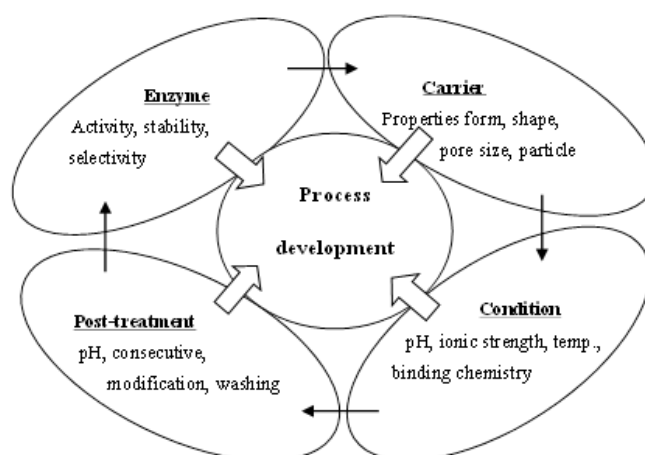 Enzyme
Activity, stability,
selectivity
Carrier
Properties form, shape,
pore size, particle
Process
development
Post-treatment
pH, consecutive,
modification, washing
Condition
pH, ionic strength, temp.,
binding chemistry